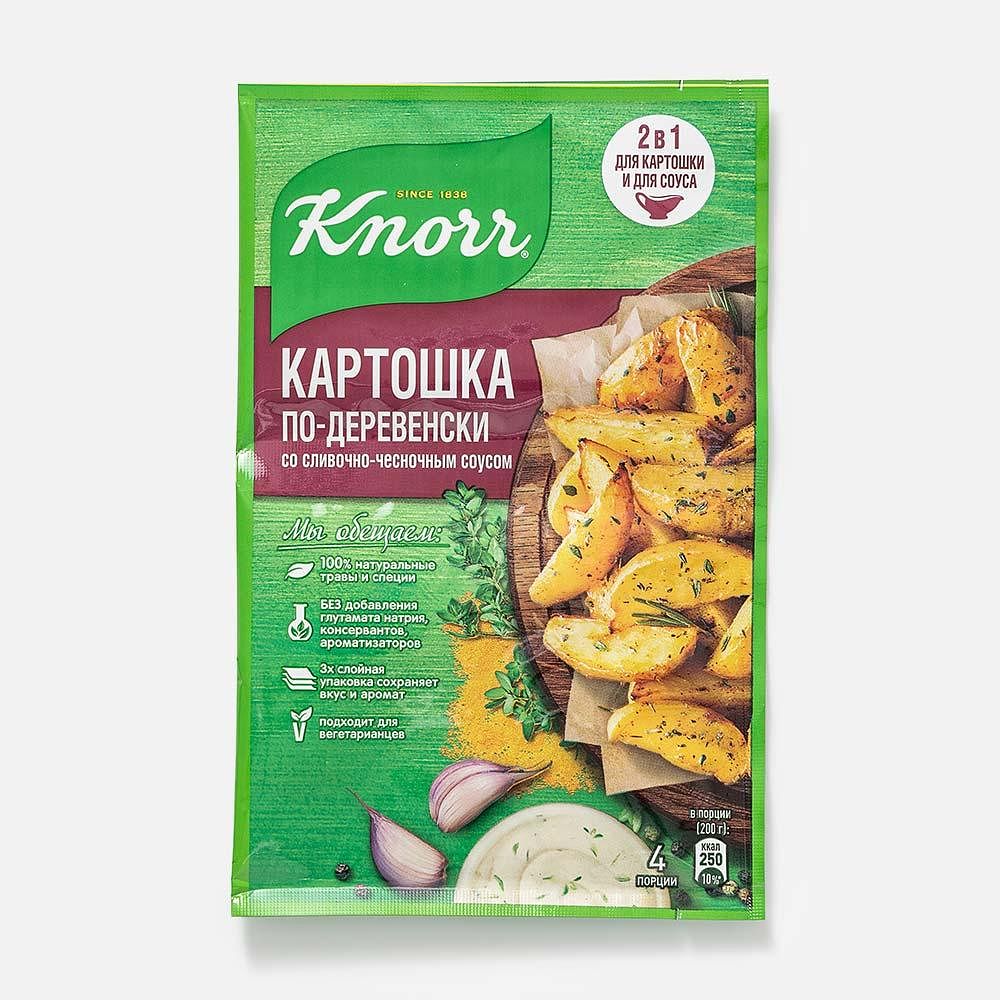 2 в 1
ДЛЯ КАРТОШКИ
И ДЛЯ СОУСА
SINCE 1838
Knorr®
КАРТОШКА
ПО-ДЕРЕВЕНСКИ
СО СЛИВОЧНО-ЧЕСНОЧНЫМ СОУСОМ
Мы обещаем:
100% натуральные
травы и специи
БЕЗ добавления
глутамата натрия,
консервантов,
ароматизаторов
3х слойная
упаковка сохраняет
вкус и аромат
подходит для
вегетарианцев
в порции
(200 г):
ккал
250
10%*
4
ПОРЦИИ